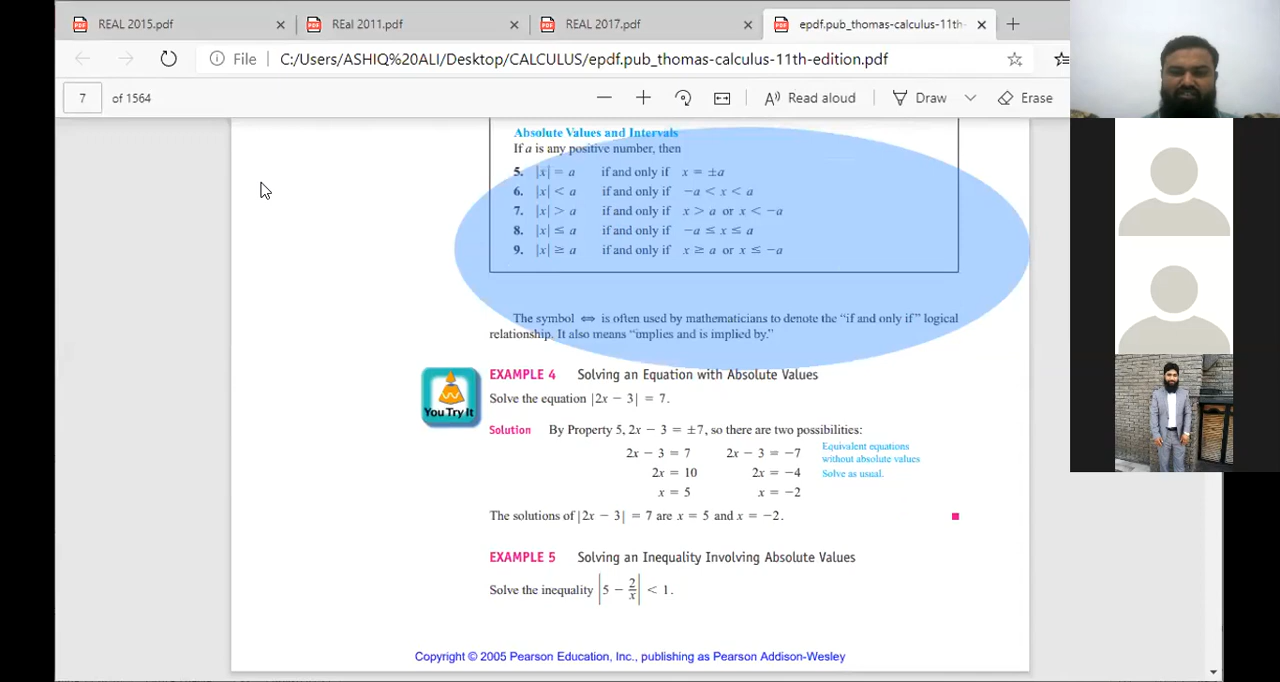 REAL 2015.pdf
REal 2011.pdf
REAL 2017.pdf
epdf.pub_thomas-calculus-11th-
File
C:/Users/ASHIQ%20ALI/Desktop/CALCULUS/epdf.pub_thomas-calculus-11th-edition.pdf
7 of 1564
Read aloud
Draw
Erase
Absolute Values and Intervals
If a is any positive number, then
5. |x| = a if and only if x = ±a
6. |x| < a if and only if −a < x < a
7. |x| > a if and only if x > a or x < −a
8. |x| ≤ a if and only if −a ≤ x ≤ a
9. |x| ≥ a if and only if x ≥ a or x ≤ −a
The symbol ⇔ is often used by mathematicians to denote the “if and only if” logical
relationship. It also means “implies and is implied by.”
You Try It
EXAMPLE 4 Solving an Equation with Absolute Values
Solve the equation |2x − 3| = 7.
Solution By Property 5, 2x − 3 = ±7, so there are two possibilities:
2x − 3 = 7 2x − 3 = −7 Equivalent equations
without absolute values
2x = 10 2x = −4 Solve as usual.
x = 5 x = −2
The solutions of |2x − 3| = 7 are x = 5 and x = −2.
EXAMPLE 5 Solving an Inequality Involving Absolute Values
Solve the inequality |5 − 2/x| < 1.
Copyright © 2005 Pearson Education, Inc., publishing as Pearson Addison-Wesley